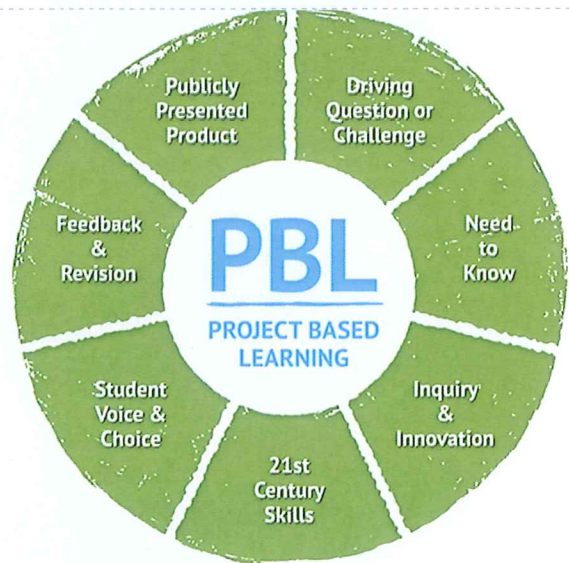 PBL
PROJECT BASED
LEARNING
Driving
Question or
Challenge
Need
to
Know
Inquiry
&
Innovation
21st
Century
Skills
Student
Voice &
Choice
Feedback
&
Revision
Publicly
Presented
Product